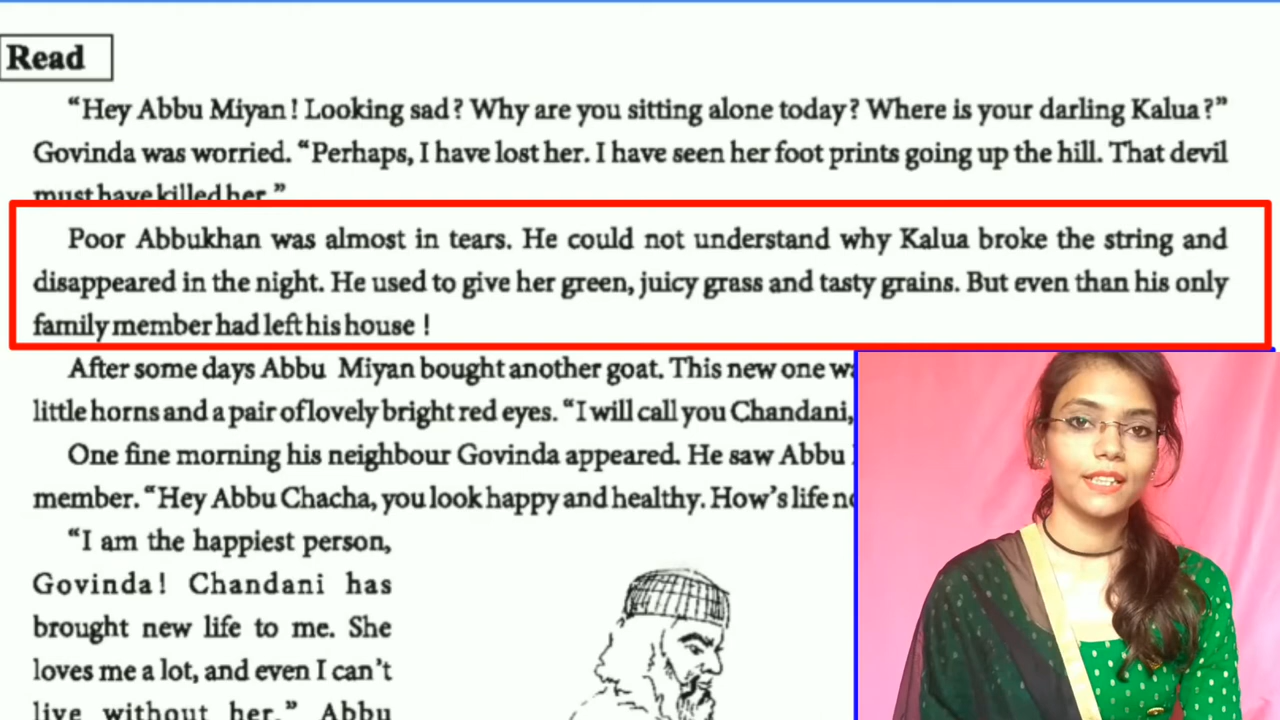 Read
“Hey Abbu Miyan! Looking sad? Why are you sitting alone today? Where is your darling Kalua?”
Govinda was worried. “Perhaps, I have lost her. I have seen her foot prints going up the hill. That devil
must have killed her.”
Poor Abbukhan was almost in tears. He could not understand why Kalua broke the string and
disappeared in the night. He used to give her green, juicy grass and tasty grains. But even than his only
family member had left his house !
After some days Abbu Miyan bought another goat. This new one
little horns and a pair of lovely bright red eyes. “I will call you Chandani,
One fine morning his neighbour Govinda appeared. He saw Abbu
member. “Hey Abbu Chacha, you look happy and healthy. How’s life
“I am the happiest person,
Govinda! Chandani has
brought new life to me. She
loves me a lot, and even I can’t
live without her.” Abbu